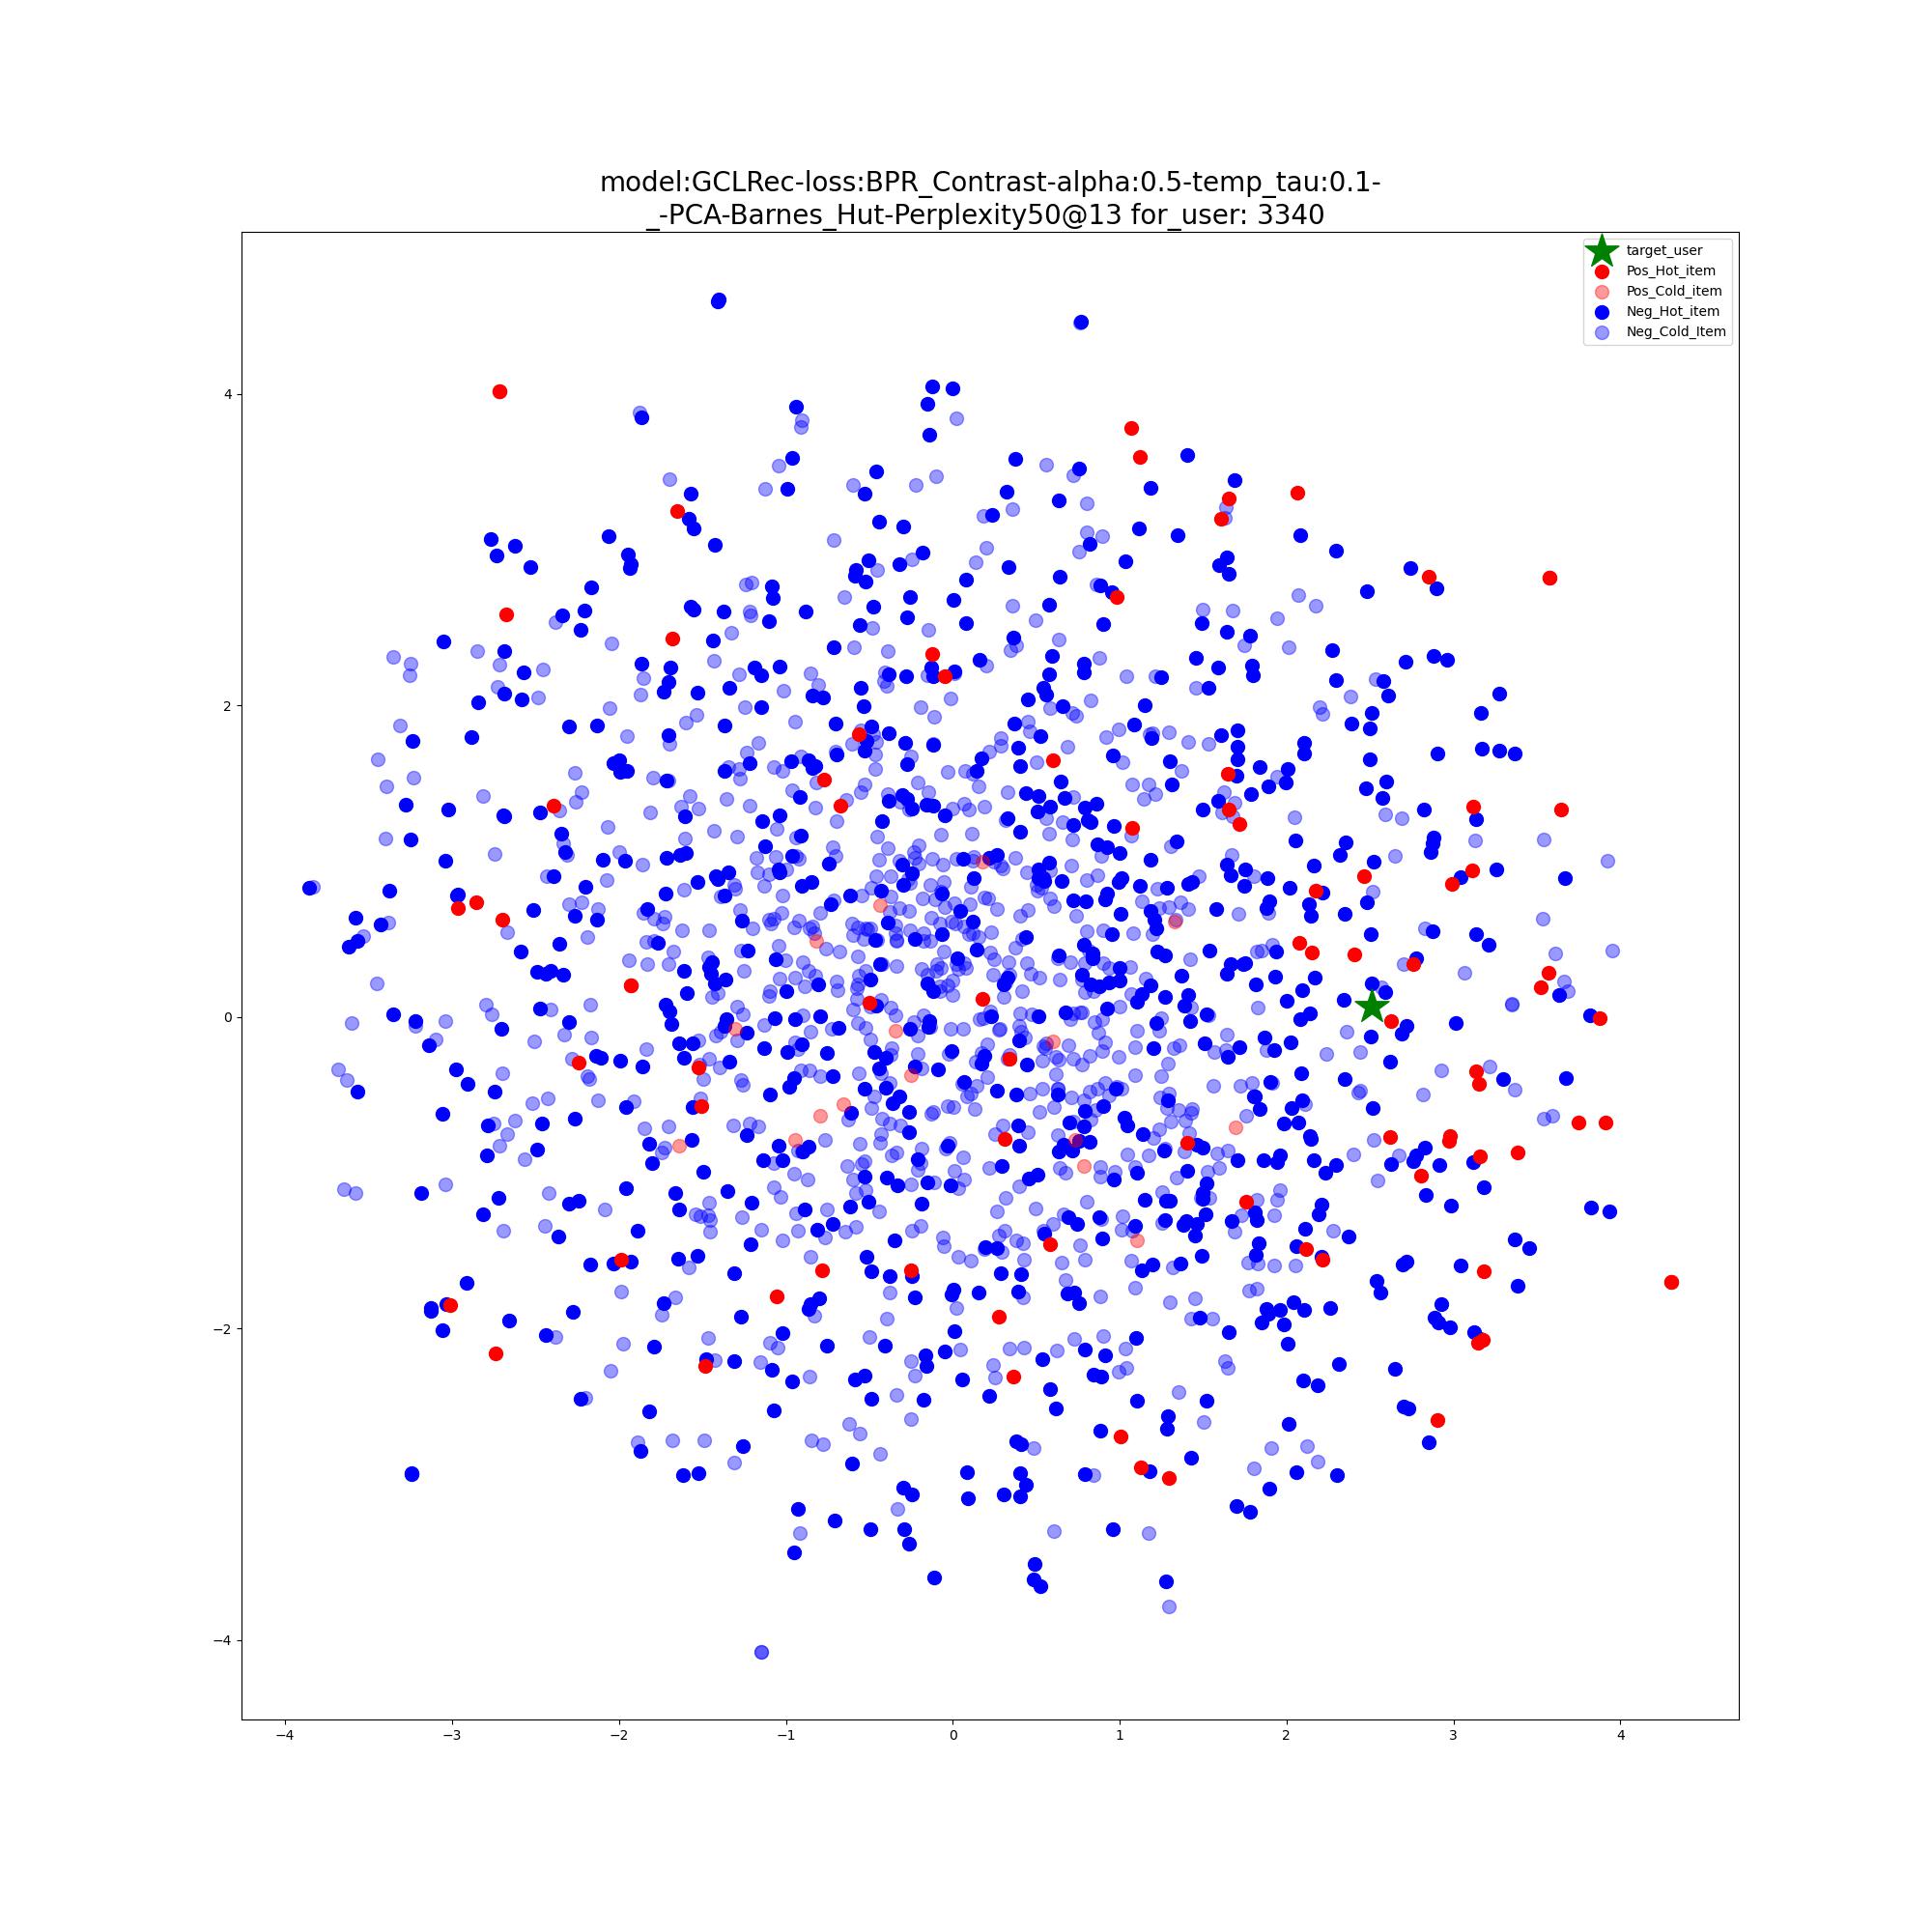 model:GCLRec-loss:BPR_Contrast-alpha:0.5-temp_tau:0.1-
_-PCA-Barnes_Hut-Perplexity50@13 for_user: 3340
target_user
Pos_Hot_item
Pos_Cold_item
Neg_Hot_item
Neg_Cold_Item
4
2
0
−2
−4
−4
−3
−2
−1
0
1
2
3
4